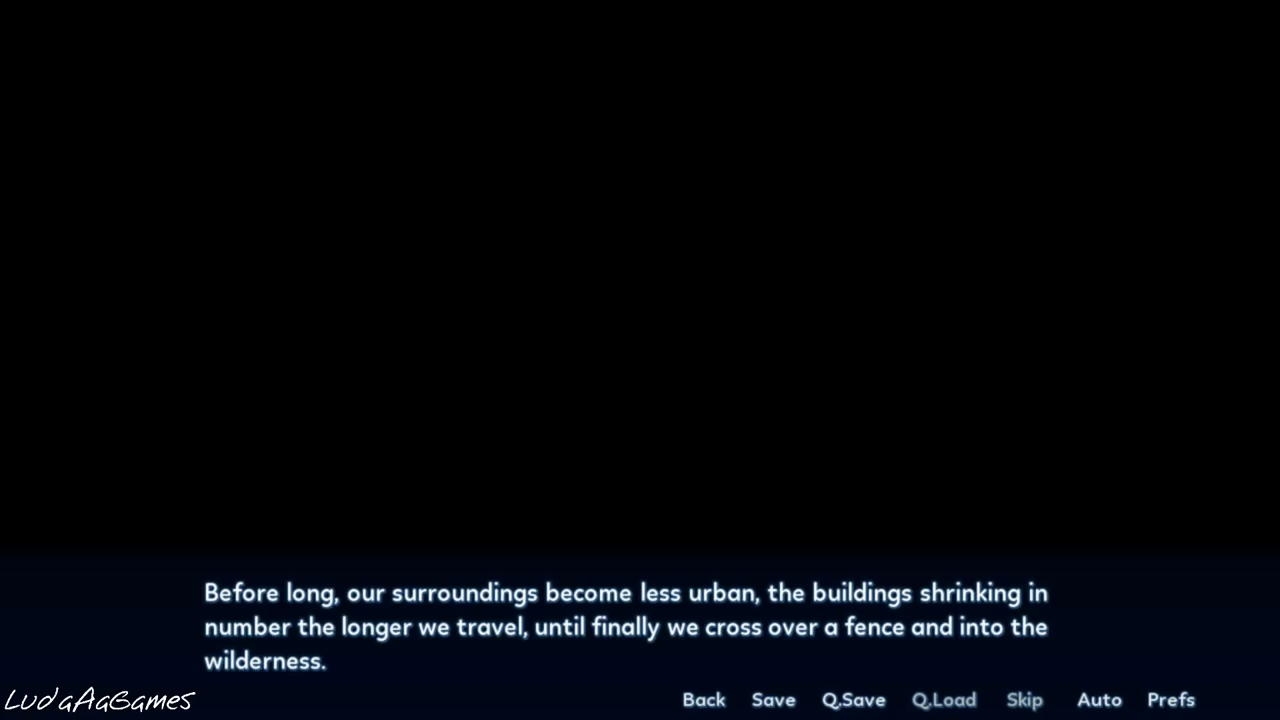 Before long, our surroundings become less urban, the buildings shrinking in
number the longer we travel, until finally we cross over a fence and into the
wilderness.
LudaAaGames
Back Save Q.Save Q.Load Skip Auto Prefs